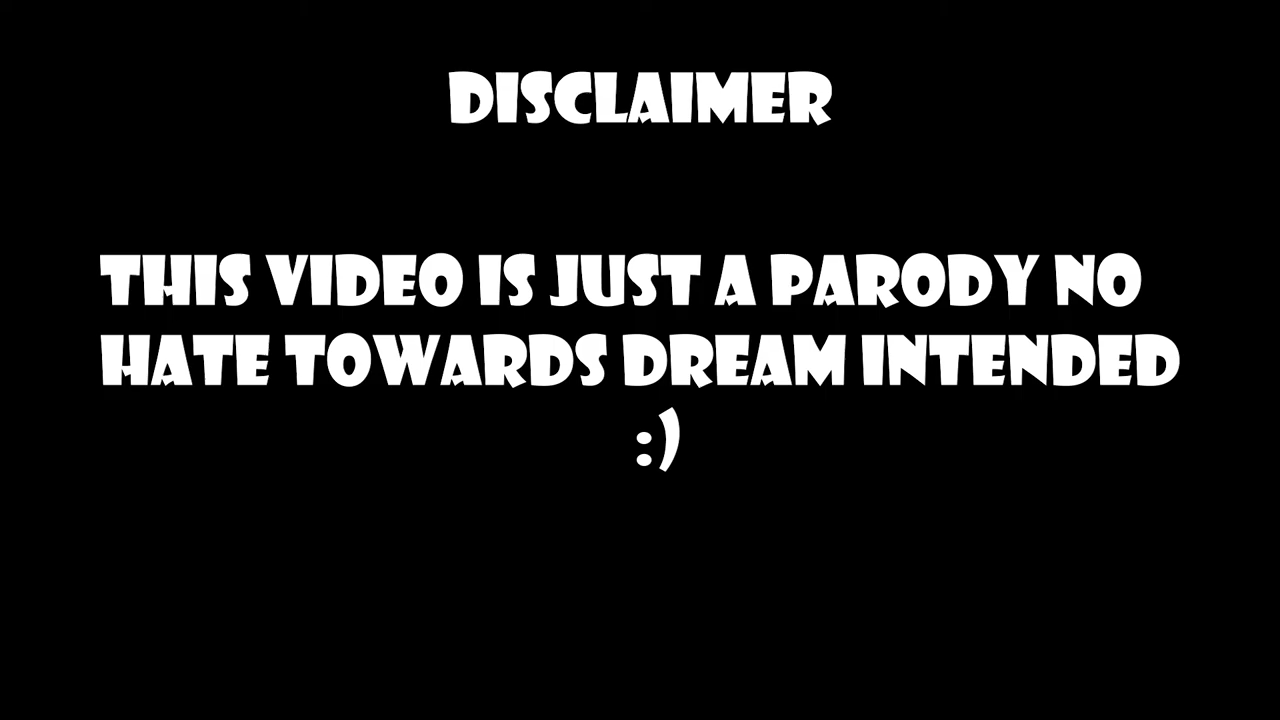 DISCLAIMER
THIS VIDEO IS JUST A PARODY NO
HATE TOWARDS DREAM INTENDED
:)